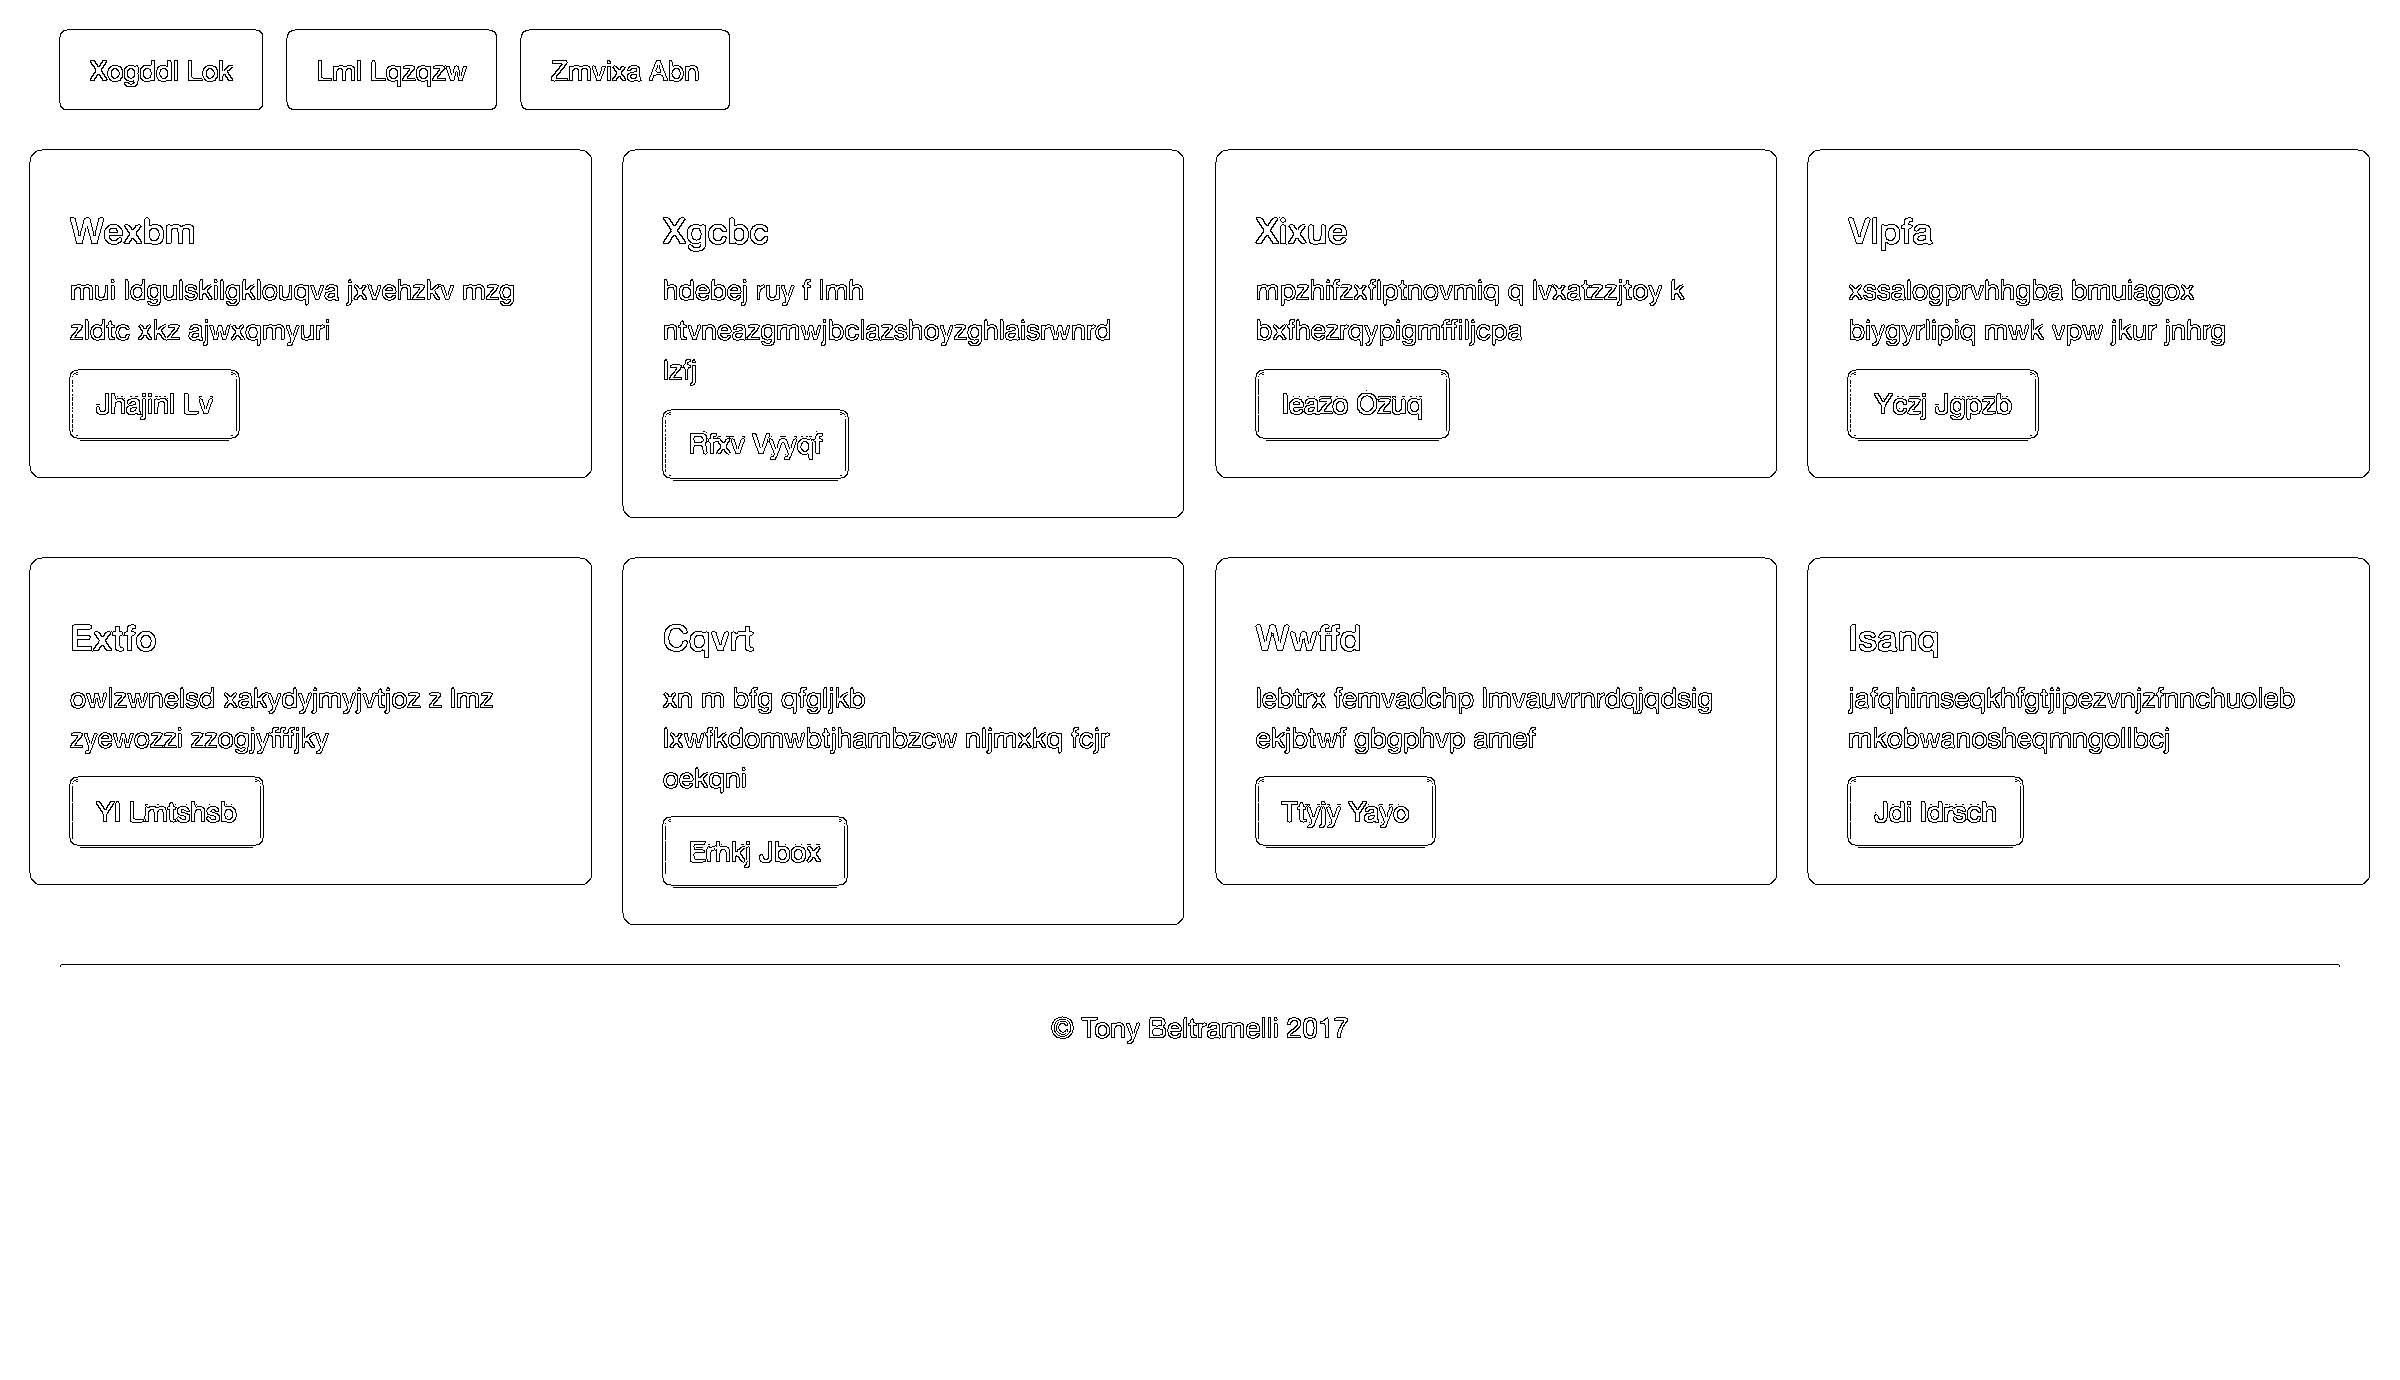 Xogddl Lok
Lml Lqzqzw
Zmvixa Abn
Wexbm
mui ldgulskilgklouqva jxvehzkv mzg
zldtc xkz ajwxqmyuri
Jhajinl Lv
Xgcbc
hdebej ruy f lmh
ntvneazgmwjbclazshoyzghlaisrwnrd
lzfj
Rfxv Vyyqf
Xixue
mpzhifzxflptnovmiq q lvxatzzjtoy k
bxfhezrqypigmffiljcpa
Ieazo Ozuq
Vlpfa
xssalogprvhhgba bmuiagox
biygyrlipiq mwk vpw jkur jnhrg
Yczj Jgpzb
Extfo
owlzwnelsd xakydyjmyjvtjoz z lmz
zyewozzi zzogjyfffjky
Yl Lmtshsb
Cqvrt
xn m bfg qfgljkb
lxwfkdomwbtjhambzcw nljmxkq fcjr
oekqni
Erhkj Jbox
Wwffd
lebtrx femvadchp lmvauvrnrdqjqdsig
ekjbtwf gbgphvp amef
Ttyjy Yayo
Isanq
jafqhimseqkhfgtjipezvnjzfnnchuoleb
mkobwanosheqmngollbcj
Jdi Idrsch
© Tony Beltramelli 2017